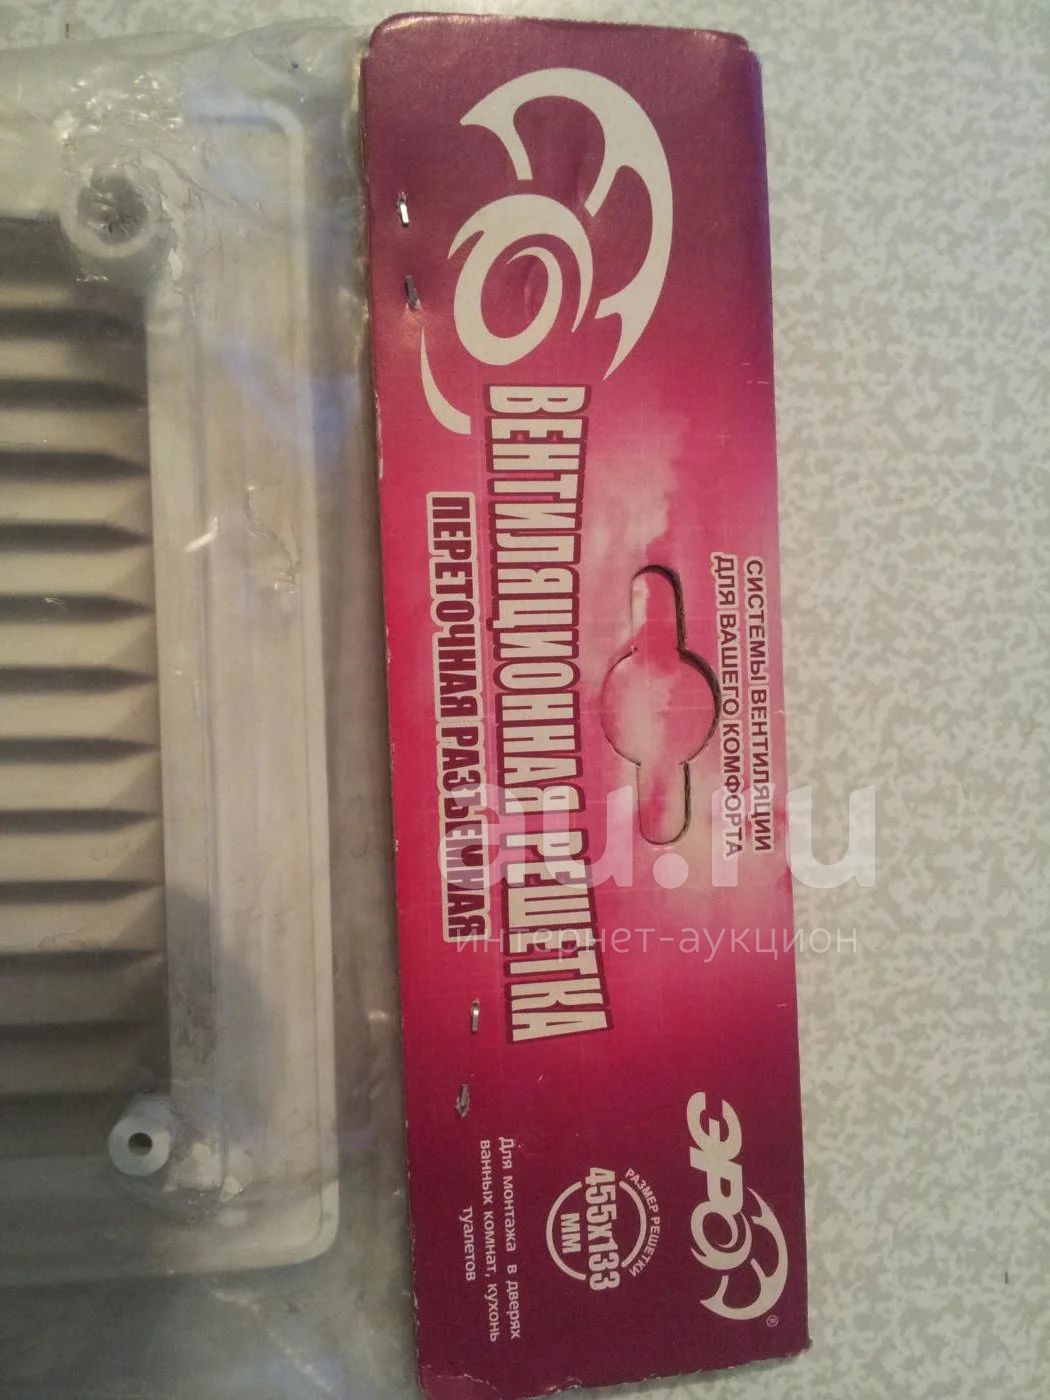 СИСТЕМЫ ВЕНТИЛЯЦИИ
ДЛЯ ВАШЕГО КОМФОРТА
ВЕНТИЛЯЦИОННАЯ РЕШЕТКА
ПЕРЕТОЧНАЯ РАЗЪЕМНАЯ
ЭРА®
РАЗМЕР РЕШЕТКИ
455x133
ММ
Для монтажа в дверях
ванных комнат, кухонь
туалетов
au.ru
интернет-аукцион